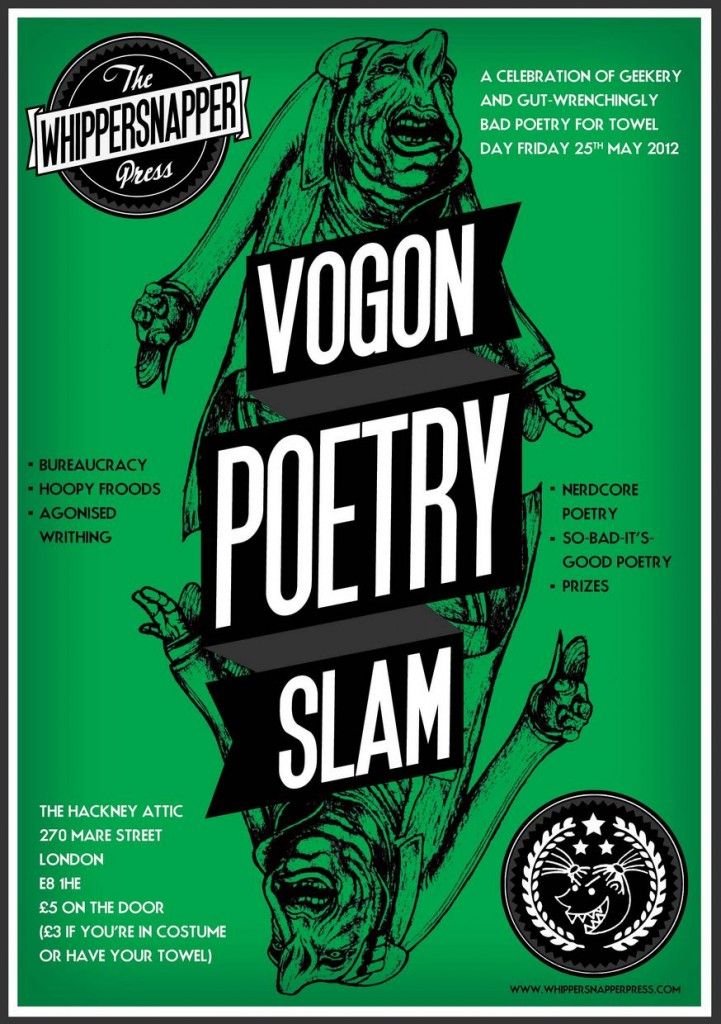 The
WHIPPERSNAPPER
Press
A CELEBRATION OF GEEKERY
AND GUT-WRENCHINGLY
BAD POETRY FOR TOWEL
DAY FRIDAY 25TH MAY 2012
VOGON
POETRY
SLAM
▪ BUREAUCRACY
▪ HOOPY FROODS
▪ AGONISED
WRITHING
▪ NERDCORE
POETRY
▪ SO-BAD-IT'S-
GOOD POETRY
▪ PRIZES
THE HACKNEY ATTIC
270 MARE STREET
LONDON
E8 1HE
£5 ON THE DOOR
(£3 IF YOU'RE IN COSTUME
OR HAVE YOUR TOWEL)
WWW.WHIPPERSNAPPERPRESS.COM